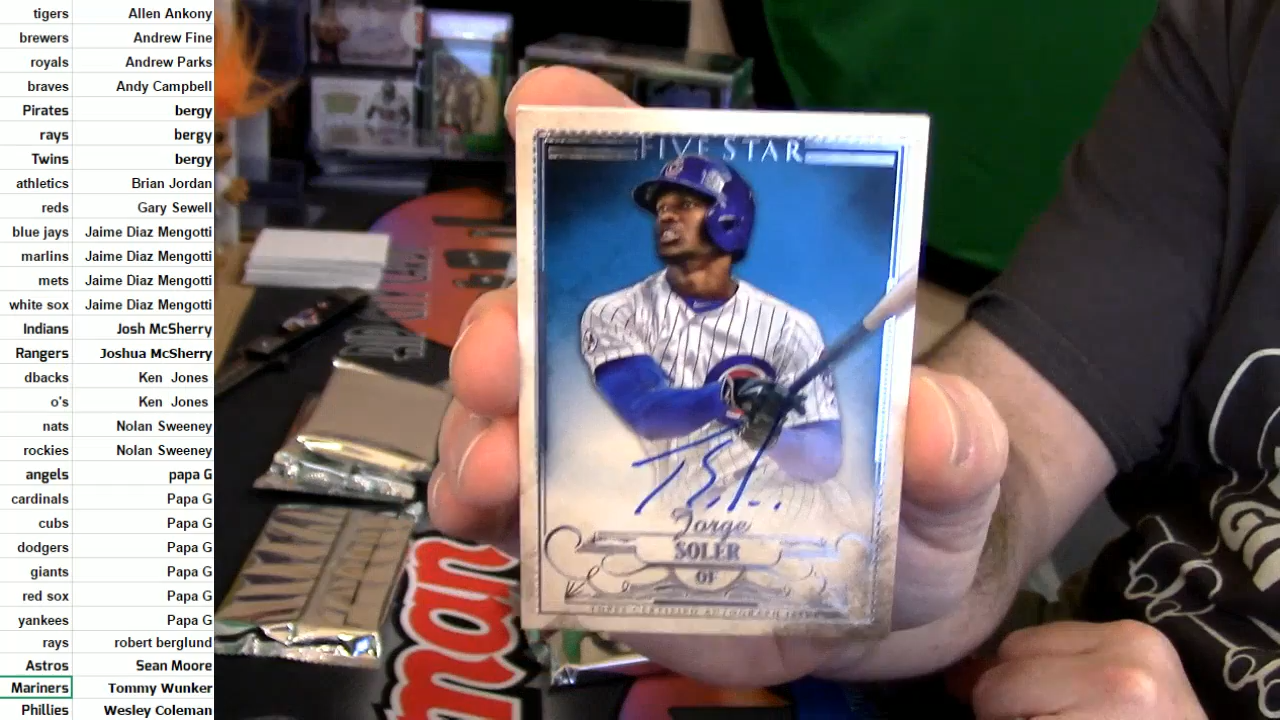 tigers Allen Ankony
brewers Andrew Fine
royals Andrew Parks
braves Andy Campbell
Pirates bergy
rays bergy
Twins bergy
athletics Brian Jordan
reds Gary Sewell
blue jays Jaime Diaz Mengotti
marlins Jaime Diaz Mengotti
mets Jaime Diaz Mengotti
white sox Jaime Diaz Mengotti
Indians Josh McSherry
Rangers Joshua McSherry
dbacks Ken Jones
o's Ken Jones
nats Nolan Sweeney
rockies Nolan Sweeney
angels papa G
cardinals Papa G
cubs Papa G
dodgers Papa G
giants Papa G
red sox Papa G
yankees Papa G
rays robert berglund
Astros Sean Moore
Mariners Tommy Wunker
Phillies Wesley Coleman
FIVE STAR
Jorge
SOLER
OF
TOPPS CERTIFIED AUTOGRAPH ISSUE